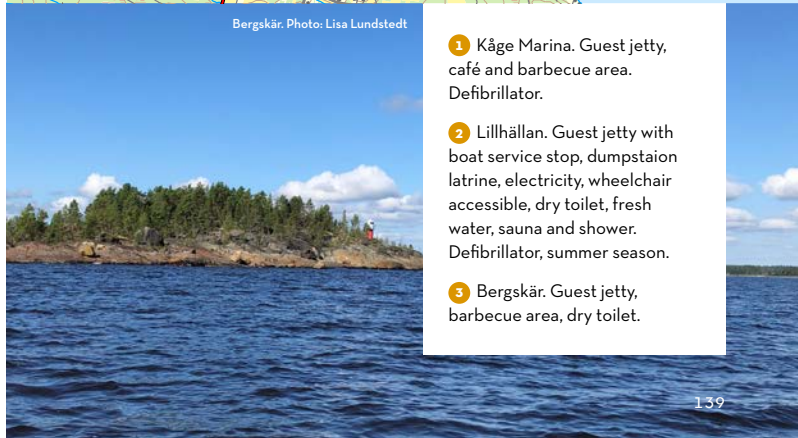 Bergskär. Photo: Lisa Lundstedt
1 Kåge Marina. Guest jetty,
café and barbecue area.
Defibrillator.
2 Lillhällan. Guest jetty with
boat service stop, dumpstaion
latrine, electricity, wheelchair
accessible, dry toilet, fresh
water, sauna and shower.
Defibrillator, summer season.
3 Bergskär. Guest jetty,
barbecue area, dry toilet.
139